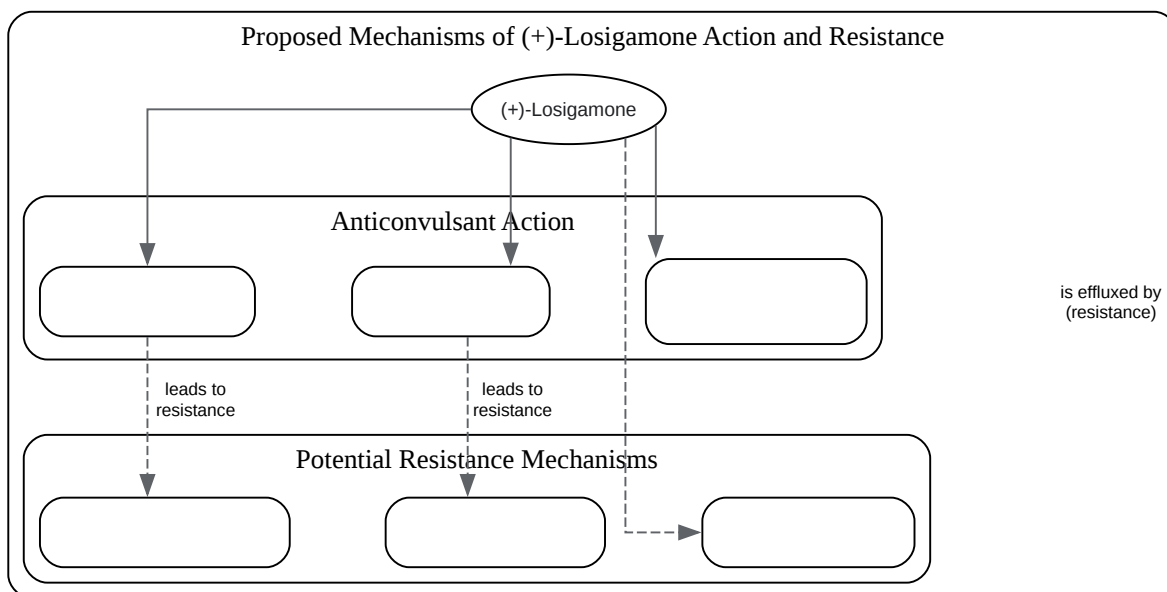 Proposed Mechanisms of (+)-Losigamone Action and Resistance
(+)-Losigamone
Anticonvulsant Action
is effluxed by
(resistance)
leads to
resistance
leads to
resistance
Potential Resistance Mechanisms